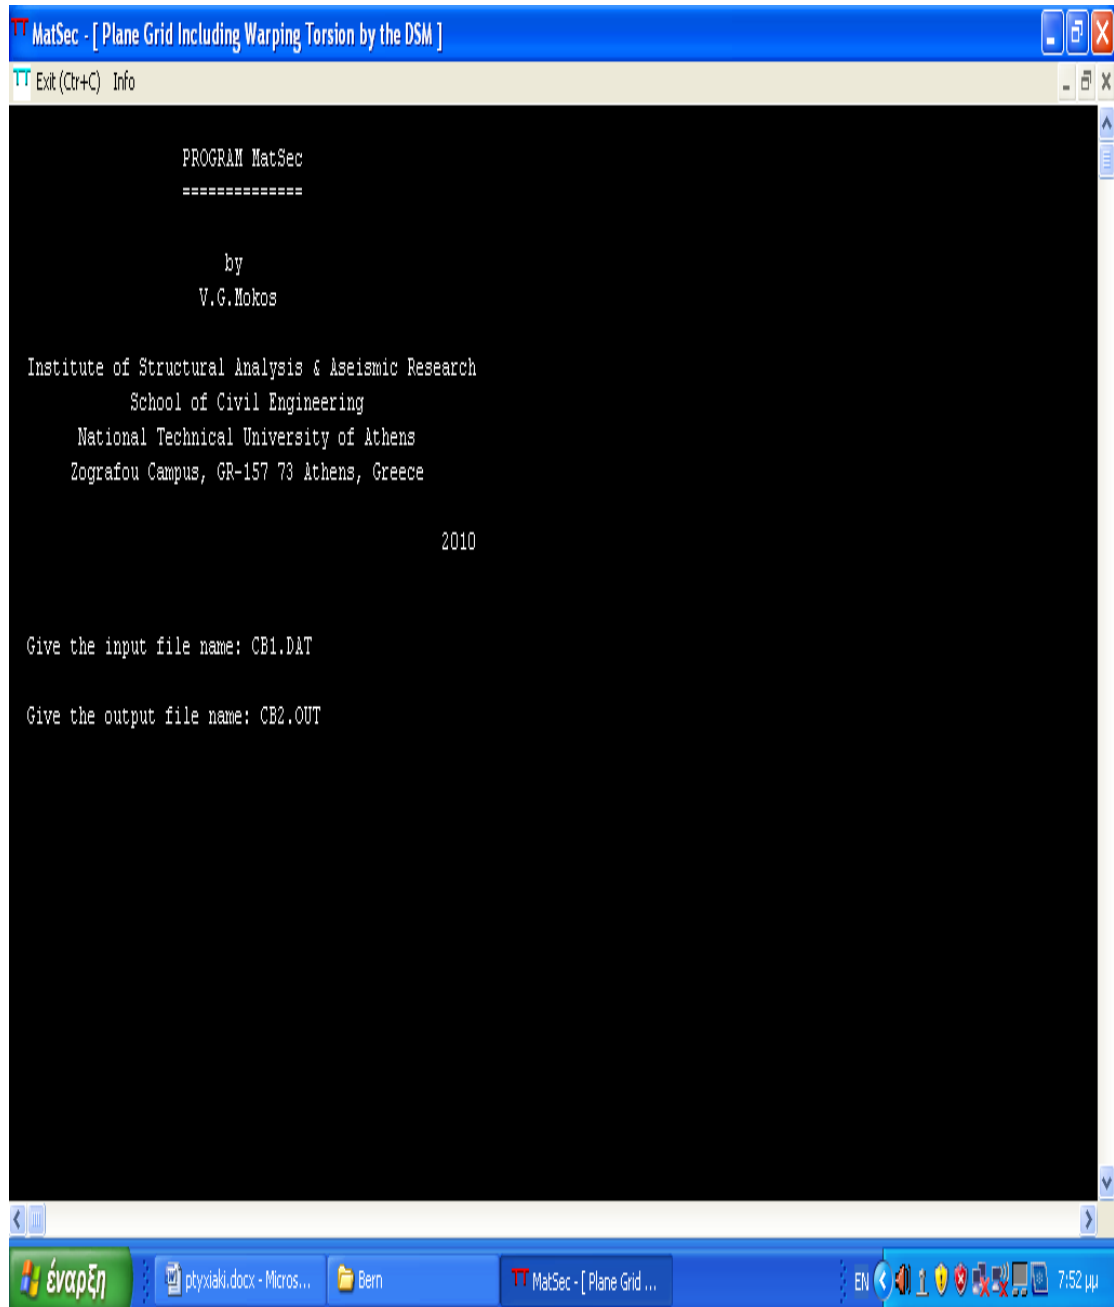 MatSec - [ Plane Grid Including Warping Torsion by the DSM ]
Exit (Ctr+C) Info
PROGRAM MatSec
==============
by
V.G.Mokos
Institute of Structural Analysis & Aseismic Research
School of Civil Engineering
National Technical University of Athens
Zografou Campus, GR-157 73 Athens, Greece
2010
Give the input file name: CB1.DAT
Give the output file name: CB2.OUT
έναρξη
ptyxiaki.docx - Micros...
Bern
MatSec - [ Plane Grid ...
EN
7:52 μμ